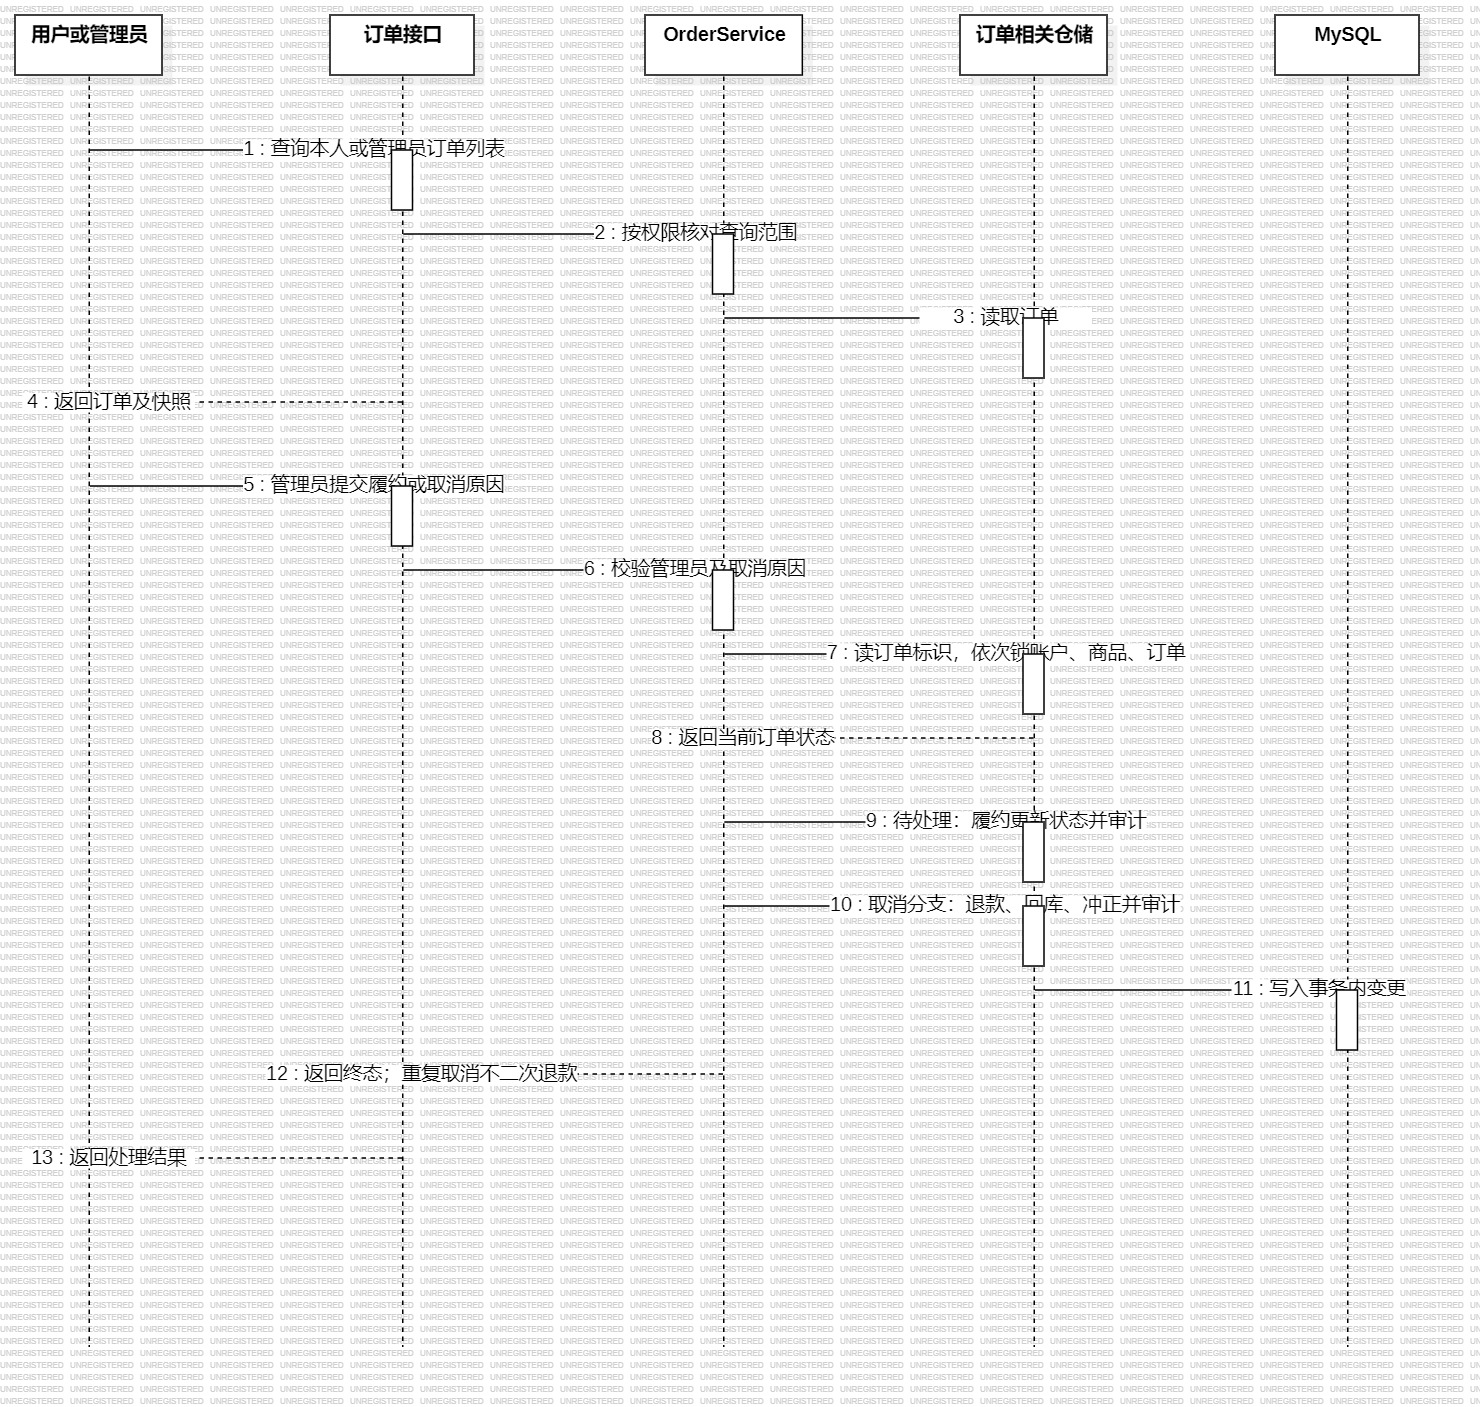 用户或管理员
订单接口
OrderService
订单相关仓储
MySQL
1 : 查询本人或管理员订单列表
2 : 按权限核对查询范围
3 : 读取订单
4 : 返回订单及快照
5 : 管理员提交履约或取消原因
6 : 校验管理员及取消原因
7 : 读订单标识，依次锁账户、商品、订单
8 : 返回当前订单状态
9 : 待处理：履约更新状态并审计
10 : 取消分支：退款、回库、冲正并审计
11 : 写入事务内变更
12 : 返回终态；重复取消不二次退款
13 : 返回处理结果
UNREGISTERED